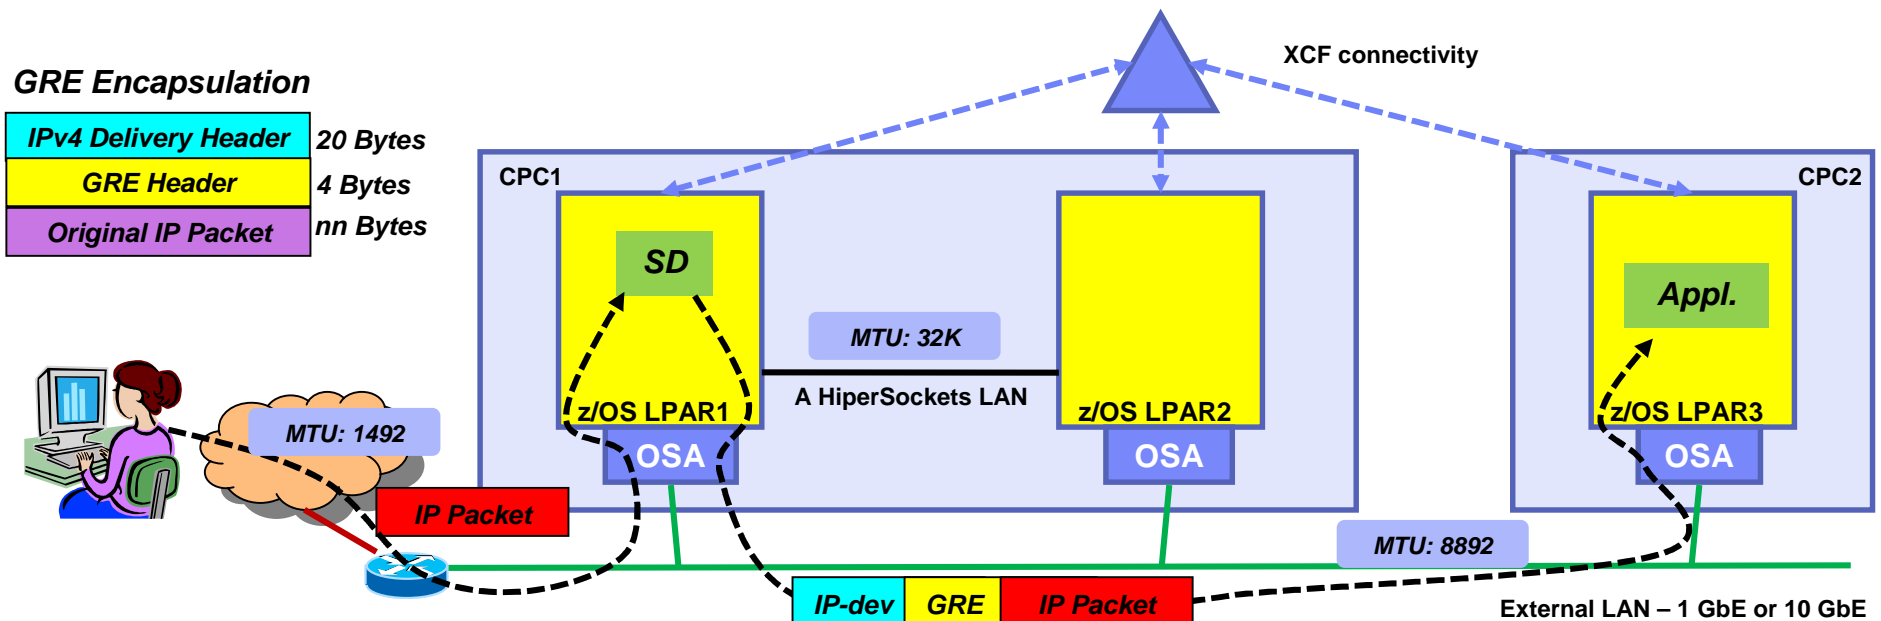 GRE Encapsulation
IPv4 Delivery Header 20 Bytes
GRE Header 4 Bytes
Original IP Packet nn Bytes
XCF connectivity
CPC1
CPC2
SD
Appl.
MTU: 32K
A HiperSockets LAN
z/OS LPAR1
z/OS LPAR2
z/OS LPAR3
OSA
OSA
OSA
MTU: 1492
IP Packet
MTU: 8892
IP-dev GRE IP Packet
External LAN – 1 GbE or 10 GbE